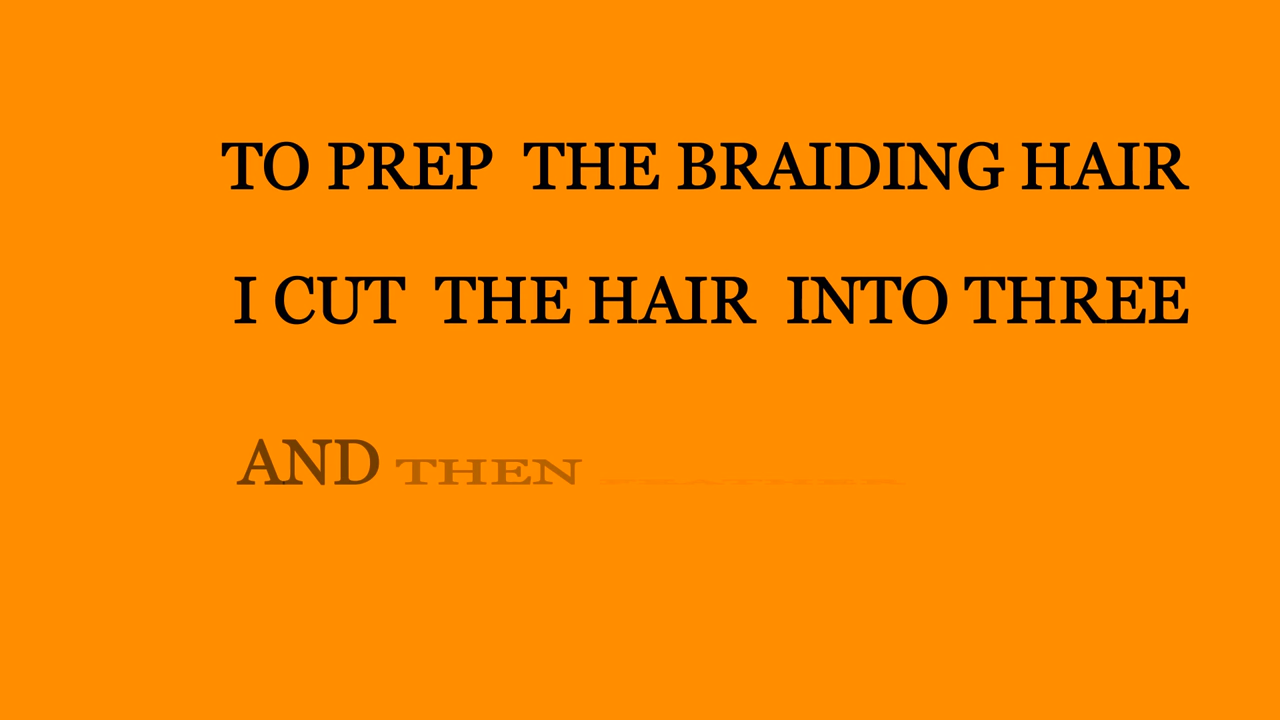 TO PREP THE BRAIDING HAIR
I CUT THE HAIR INTO THREE
AND THEN